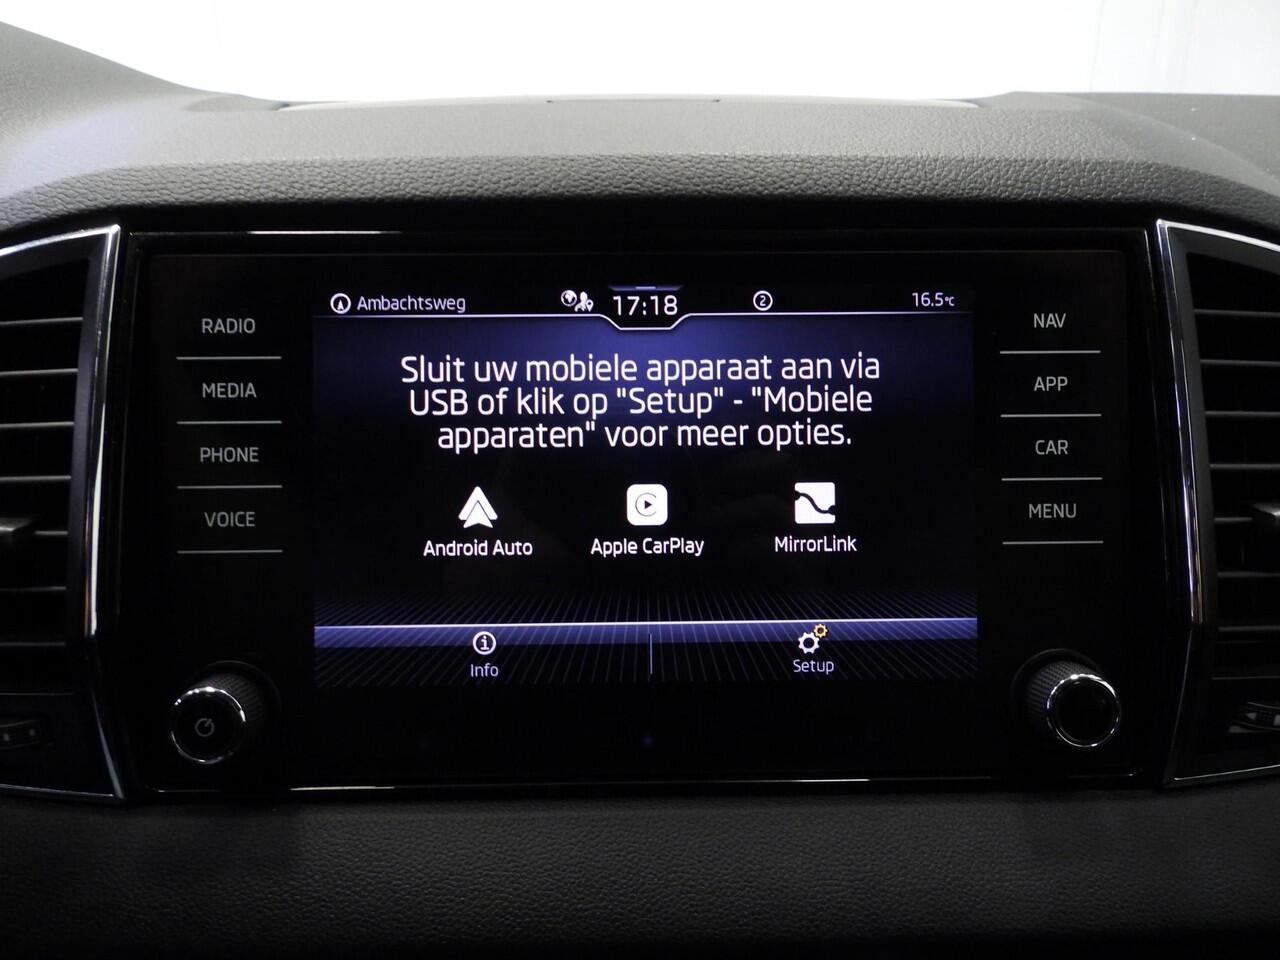 Ambachtsweg 17:18 2 16.5°C
RADIO
MEDIA
PHONE
VOICE
Sluit uw mobiele apparaat aan via
USB of klik op "Setup" - "Mobiele
apparaten" voor meer opties.
Android Auto Apple CarPlay MirrorLink
Info Setup
NAV
APP
CAR
MENU